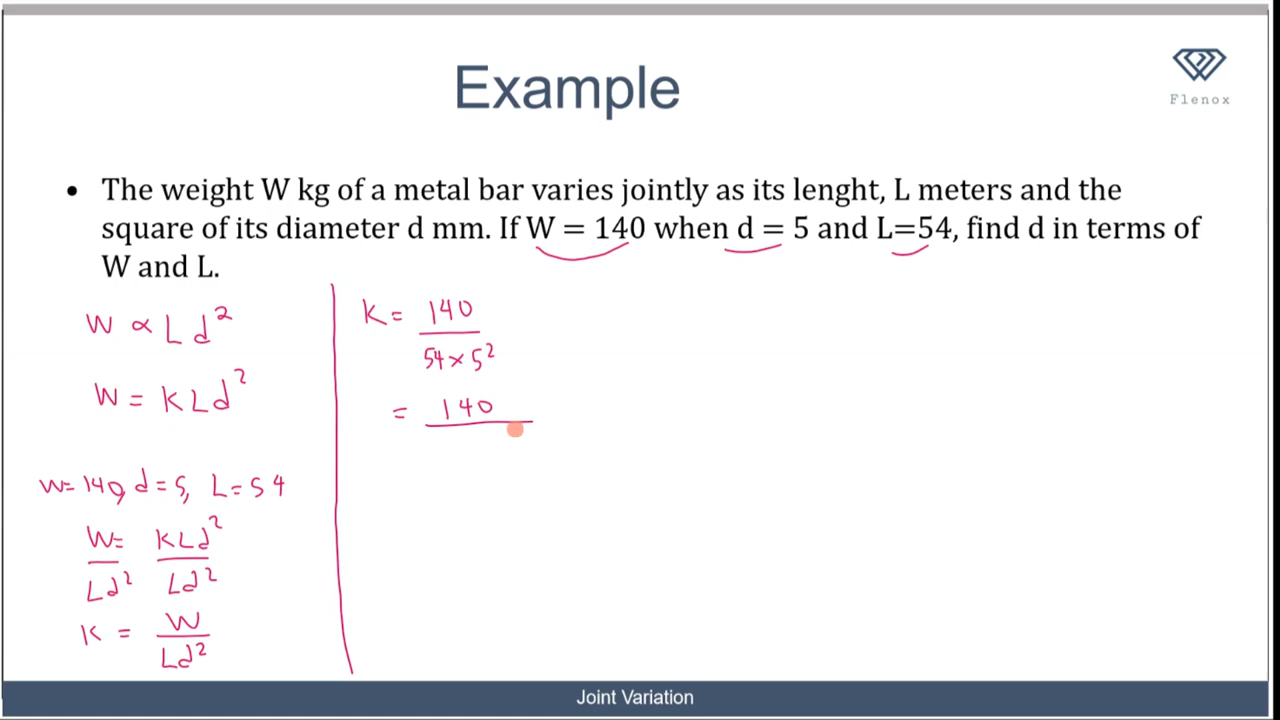 Example
Flenox
• The weight W kg of a metal bar varies jointly as its lenght, L meters and the
square of its diameter d mm. If W = 140 when d = 5 and L=54, find d in terms of
W and L.
W ∝ Ld²
W = KLd²
W= 140, d=5, L=54
W/Ld² = KLd²/Ld²
K = W/Ld²
K = 140/54×5²
= 140
Joint Variation